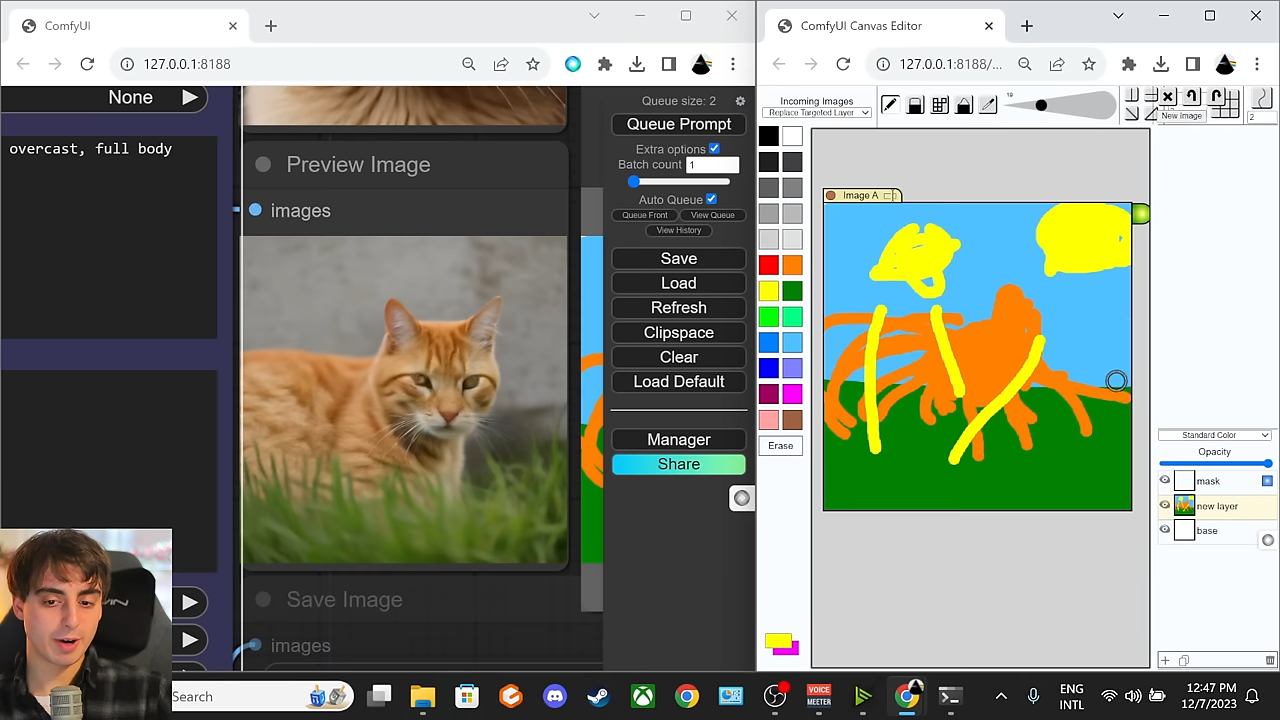 ComfyUI
127.0.0.1:8188
None
overcast, full body
Preview Image
images
Save Image
images
Queue size: 2
Queue Prompt
Extra options
Batch count 1
Auto Queue
Queue Front View Queue
View History
Save
Load
Refresh
Clipspace
Clear
Load Default
Manager
Share
ComfyUI Canvas Editor
127.0.0.1:8188/...
Incoming Images
Replace Targeted Layer
19
New Image
2
Image A
Erase
Standard Color
Opacity
mask
new layer
base
Search
VOICE
MEETER
ENG
INTL
12:47 PM
12/7/2023